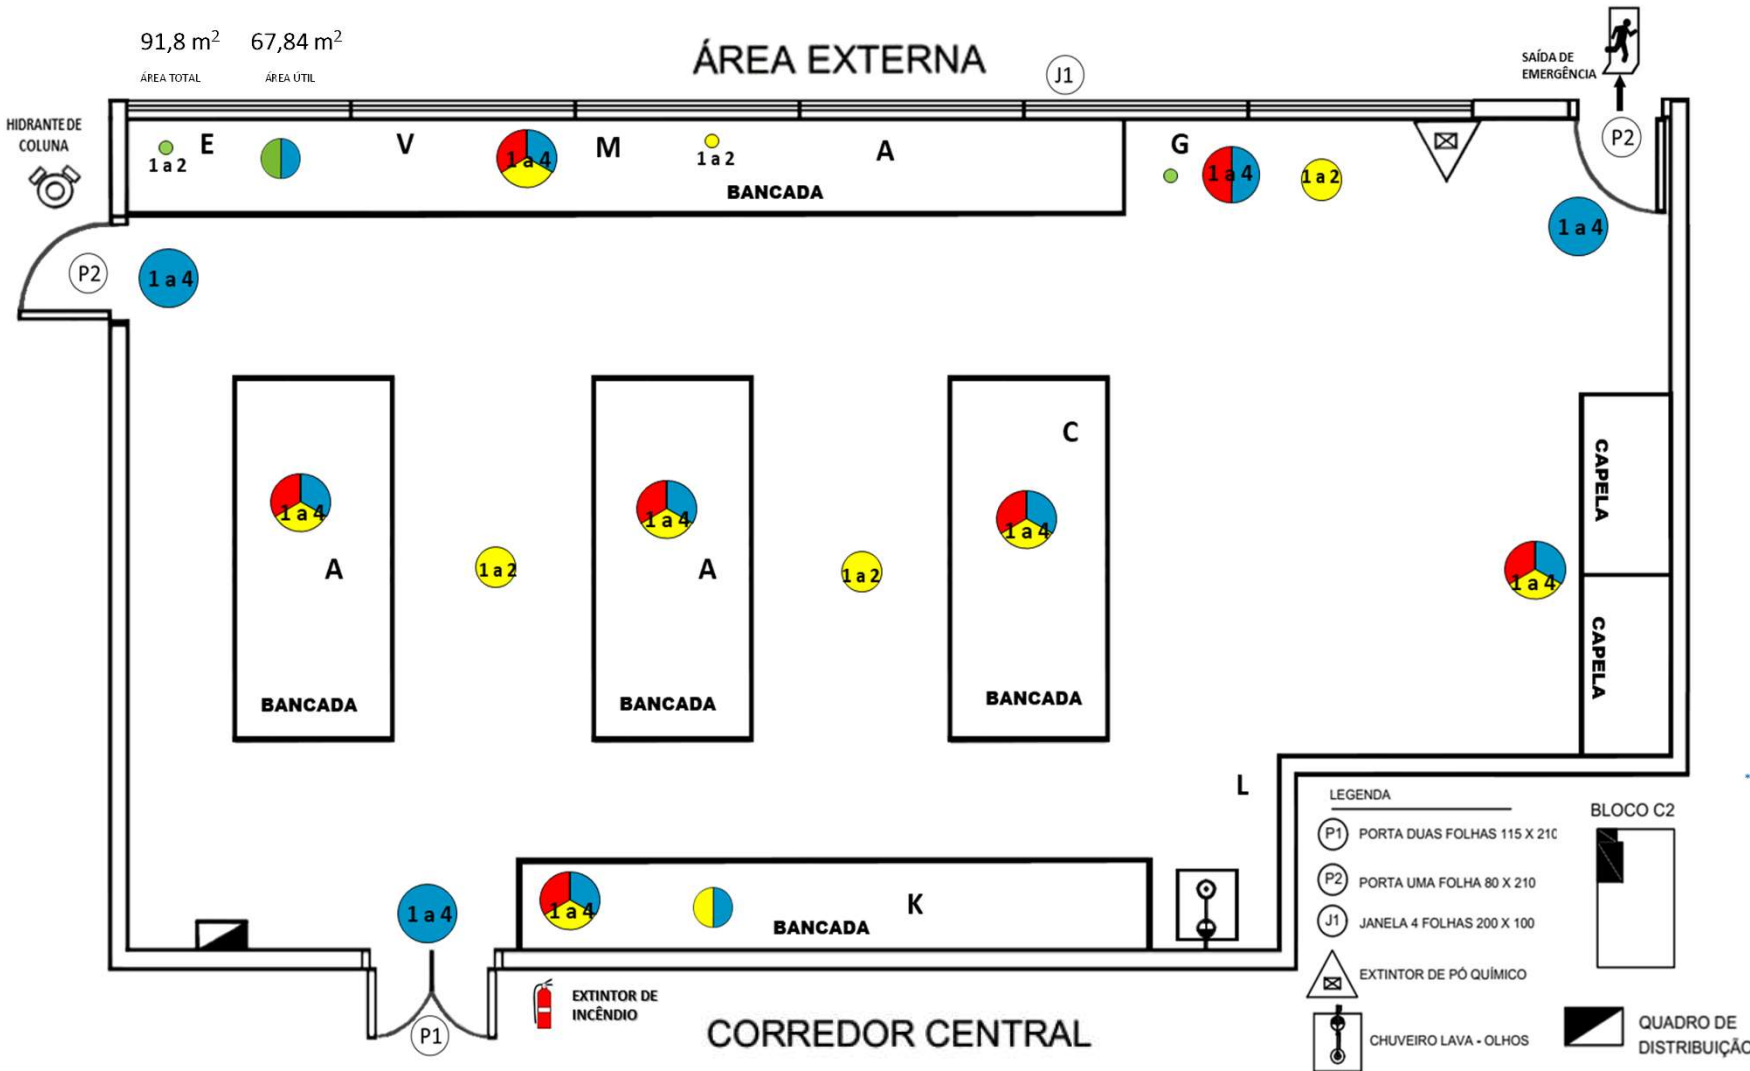 91,8 m² 67,84 m²
ÁREA TOTAL ÁREA ÚTIL
ÁREA EXTERNA
J1
SAÍDA DE
EMERGÊNCIA
P2
HIDRANTE DE
COLUNA
1 a 2
E
V
1 a 4
M
1 a 2
A
BANCADA
G
1 a 4
1 a 2
1 a 4
P2
1 a 4
1 a 4
A
BANCADA
1 a 2
1 a 4
A
BANCADA
1 a 2
C
1 a 4
BANCADA
1 a 4
CAPELA
CAPELA
L
1 a 4
1 a 4
K
BANCADA
P1
EXTINTOR DE
INCÊNDIO
CORREDOR CENTRAL
LEGENDA
P1 PORTA DUAS FOLHAS 115 X 210
P2 PORTA UMA FOLHA 80 X 210
J1 JANELA 4 FOLHAS 200 X 100
EXTINTOR DE PÓ QUÍMICO
CHUVEIRO LAVA - OLHOS
BLOCO C2
QUADRO DE
DISTRIBUIÇÃO